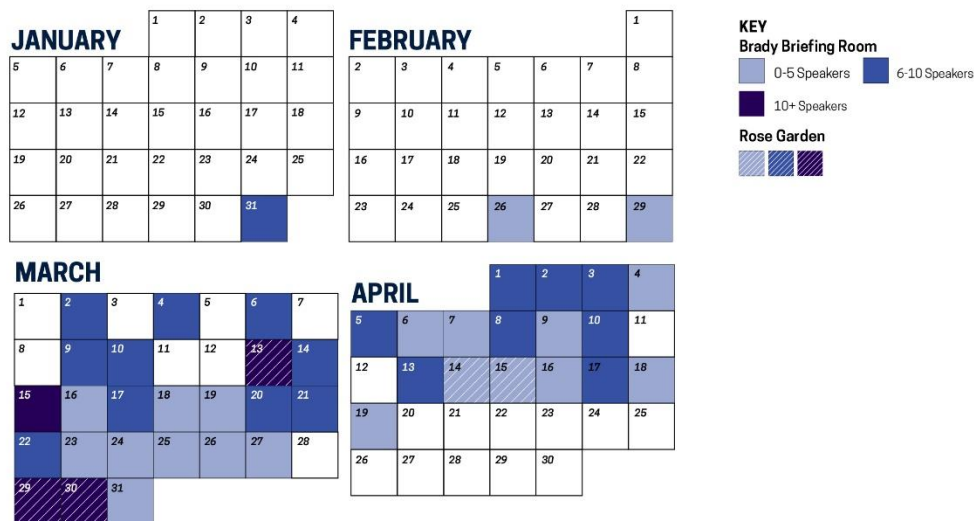 JANUARY
1 2 3 4
5 6 7 8 9 10 11
12 13 14 15 16 17 18
19 20 21 22 23 24 25
26 27 28 29 30 31
FEBRUARY
1
2 3 4 5 6 7 8
9 10 11 12 13 14 15
16 17 18 19 20 21 22
23 24 25 26 27 28 29
KEY
Brady Briefing Room
0-5 Speakers 6-10 Speakers
10+ Speakers
Rose Garden
MARCH
1 2 3 4 5 6 7
8 9 10 11 12 13 14
15 16 17 18 19 20 21
22 23 24 25 26 27 28
29 30 31
APRIL
1 2 3 4
5 6 7 8 9 10 11
12 13 14 15 16 17 18
19 20 21 22 23 24 25
26 27 28 29 30